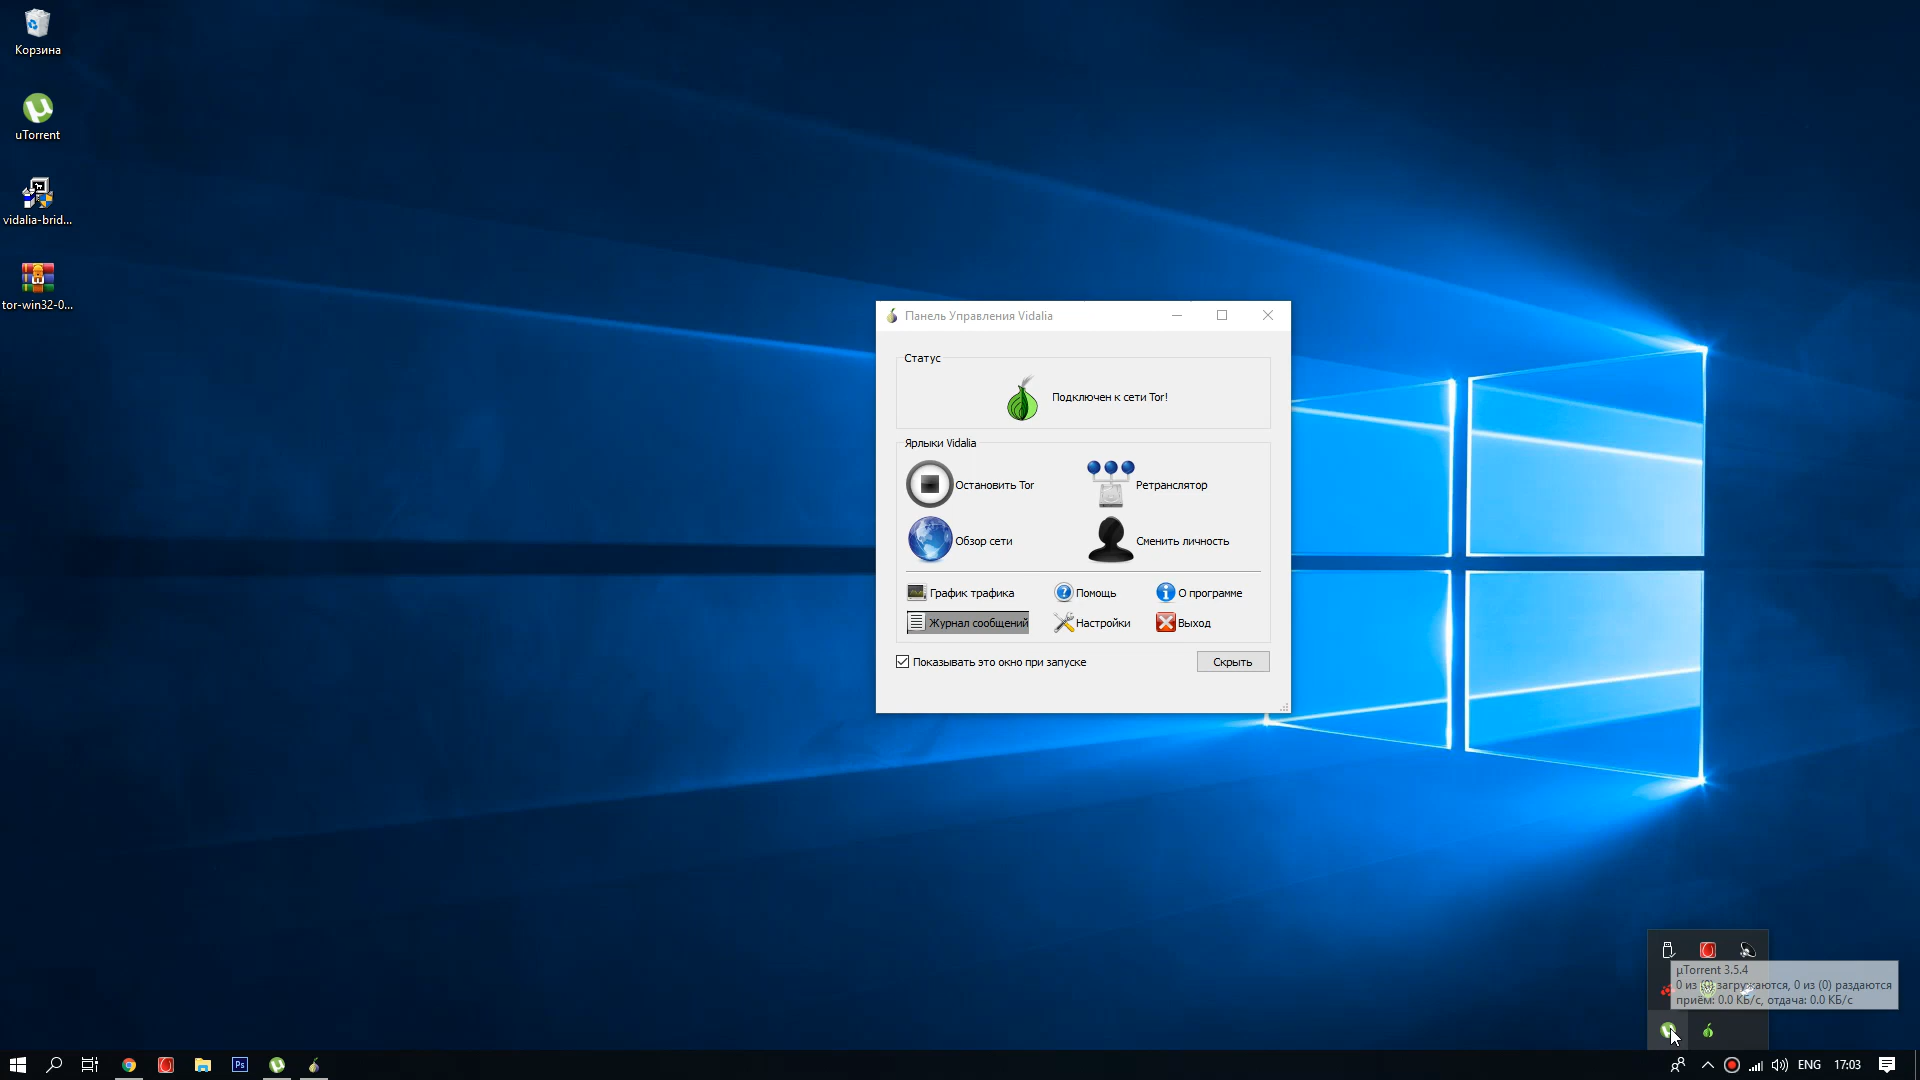 Корзина
uTorrent
vidalia-brid...
tor-win32-0...
Панель Управления Vidalia
Статус
Подключен к сети Tor!
Ярлыки Vidalia
Остановить Tor
Ретранслятор
Обзор сети
Сменить личность
График трафика
Помощь
О программе
Журнал сообщений
Настройки
Выход
Показывать это окно при запуске
Скрыть
µTorrent 3.5.4
0 из (0) загружаются, 0 из (0) раздаются
приём: 0.0 КБ/с, отдача: 0.0 КБ/с
Ps
ENG
17:03